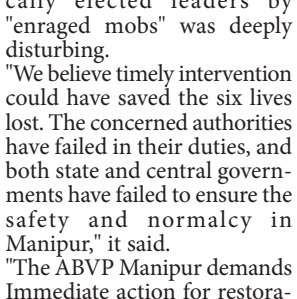 cally elected leaders by
"enraged mobs" was deeply
disturbing.
"We believe timely intervention
could have saved the six lives
lost. The concerned authorities
have failed in their duties, and
both state and central govern-
ments have failed to ensure the
safety and normalcy in
Manipur," it said.
"The ABVP Manipur demands
Immediate action for restora-